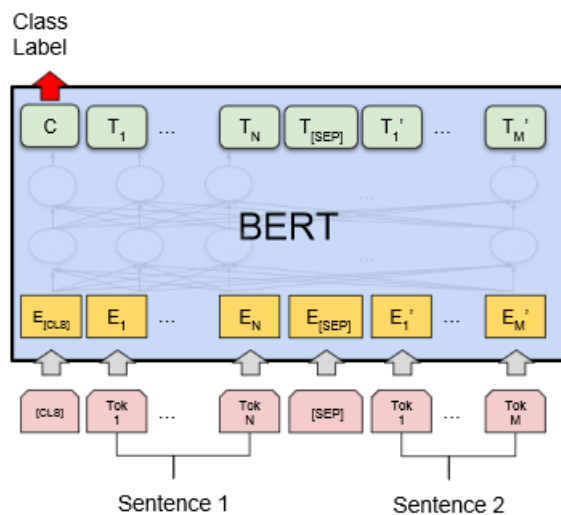 Class
Label
C T1 ... TN T[SEP] T1' ... TM'
...
BERT
...
E[CLS] E1 ... EN E[SEP] E1' ... EM'
[CLS] Tok 1 ... Tok N [SEP] Tok 1 ... Tok M
Sentence 1 Sentence 2